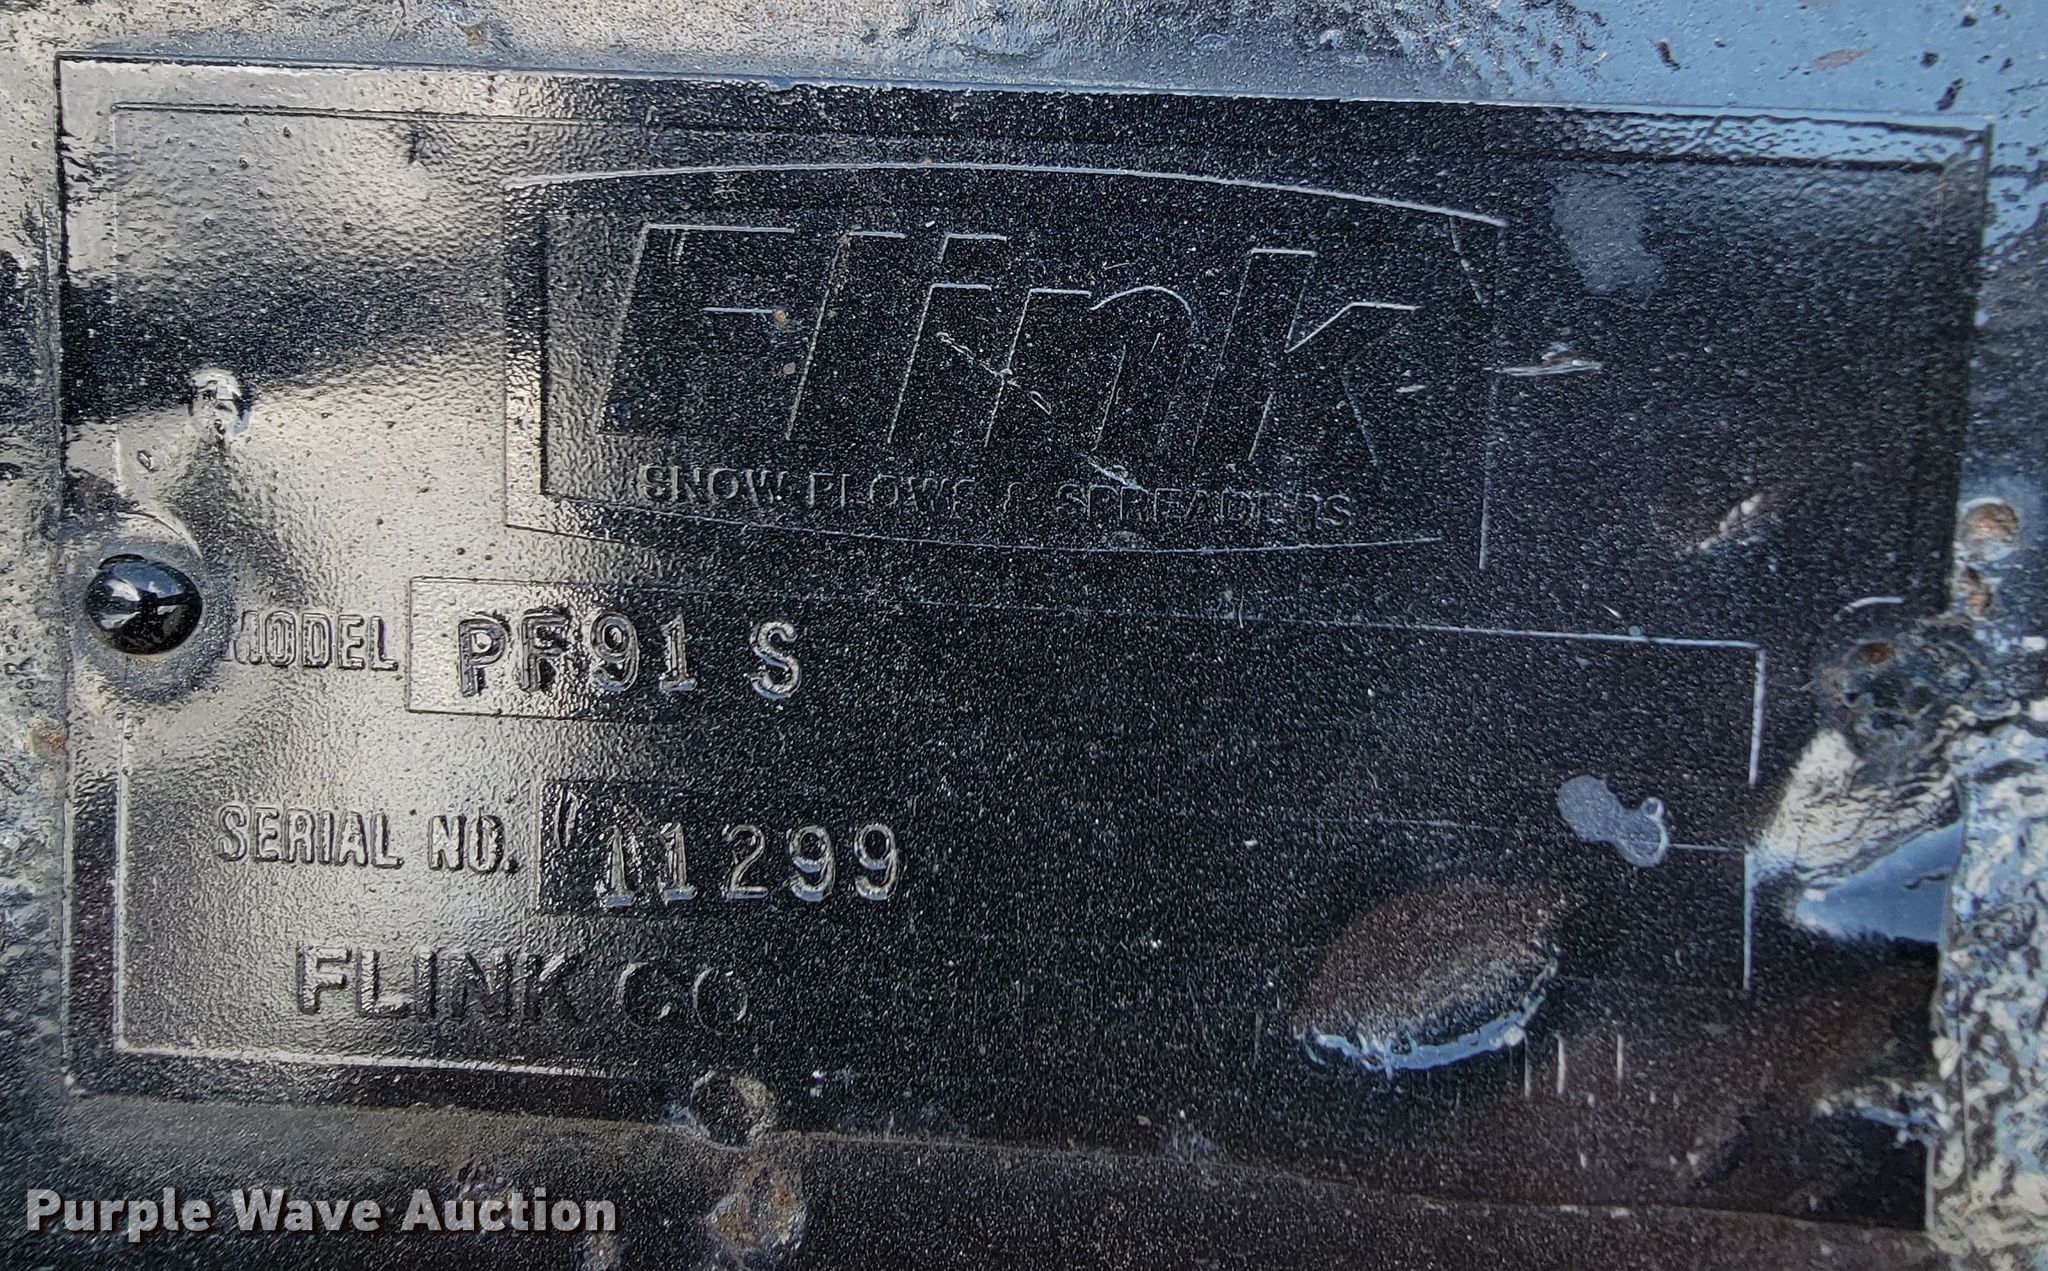 Flink
SNOW PLOWS & SPREADERS
MODEL PF91 S
SERIAL NO. 11299
FLINK CO
Purple Wave Auction